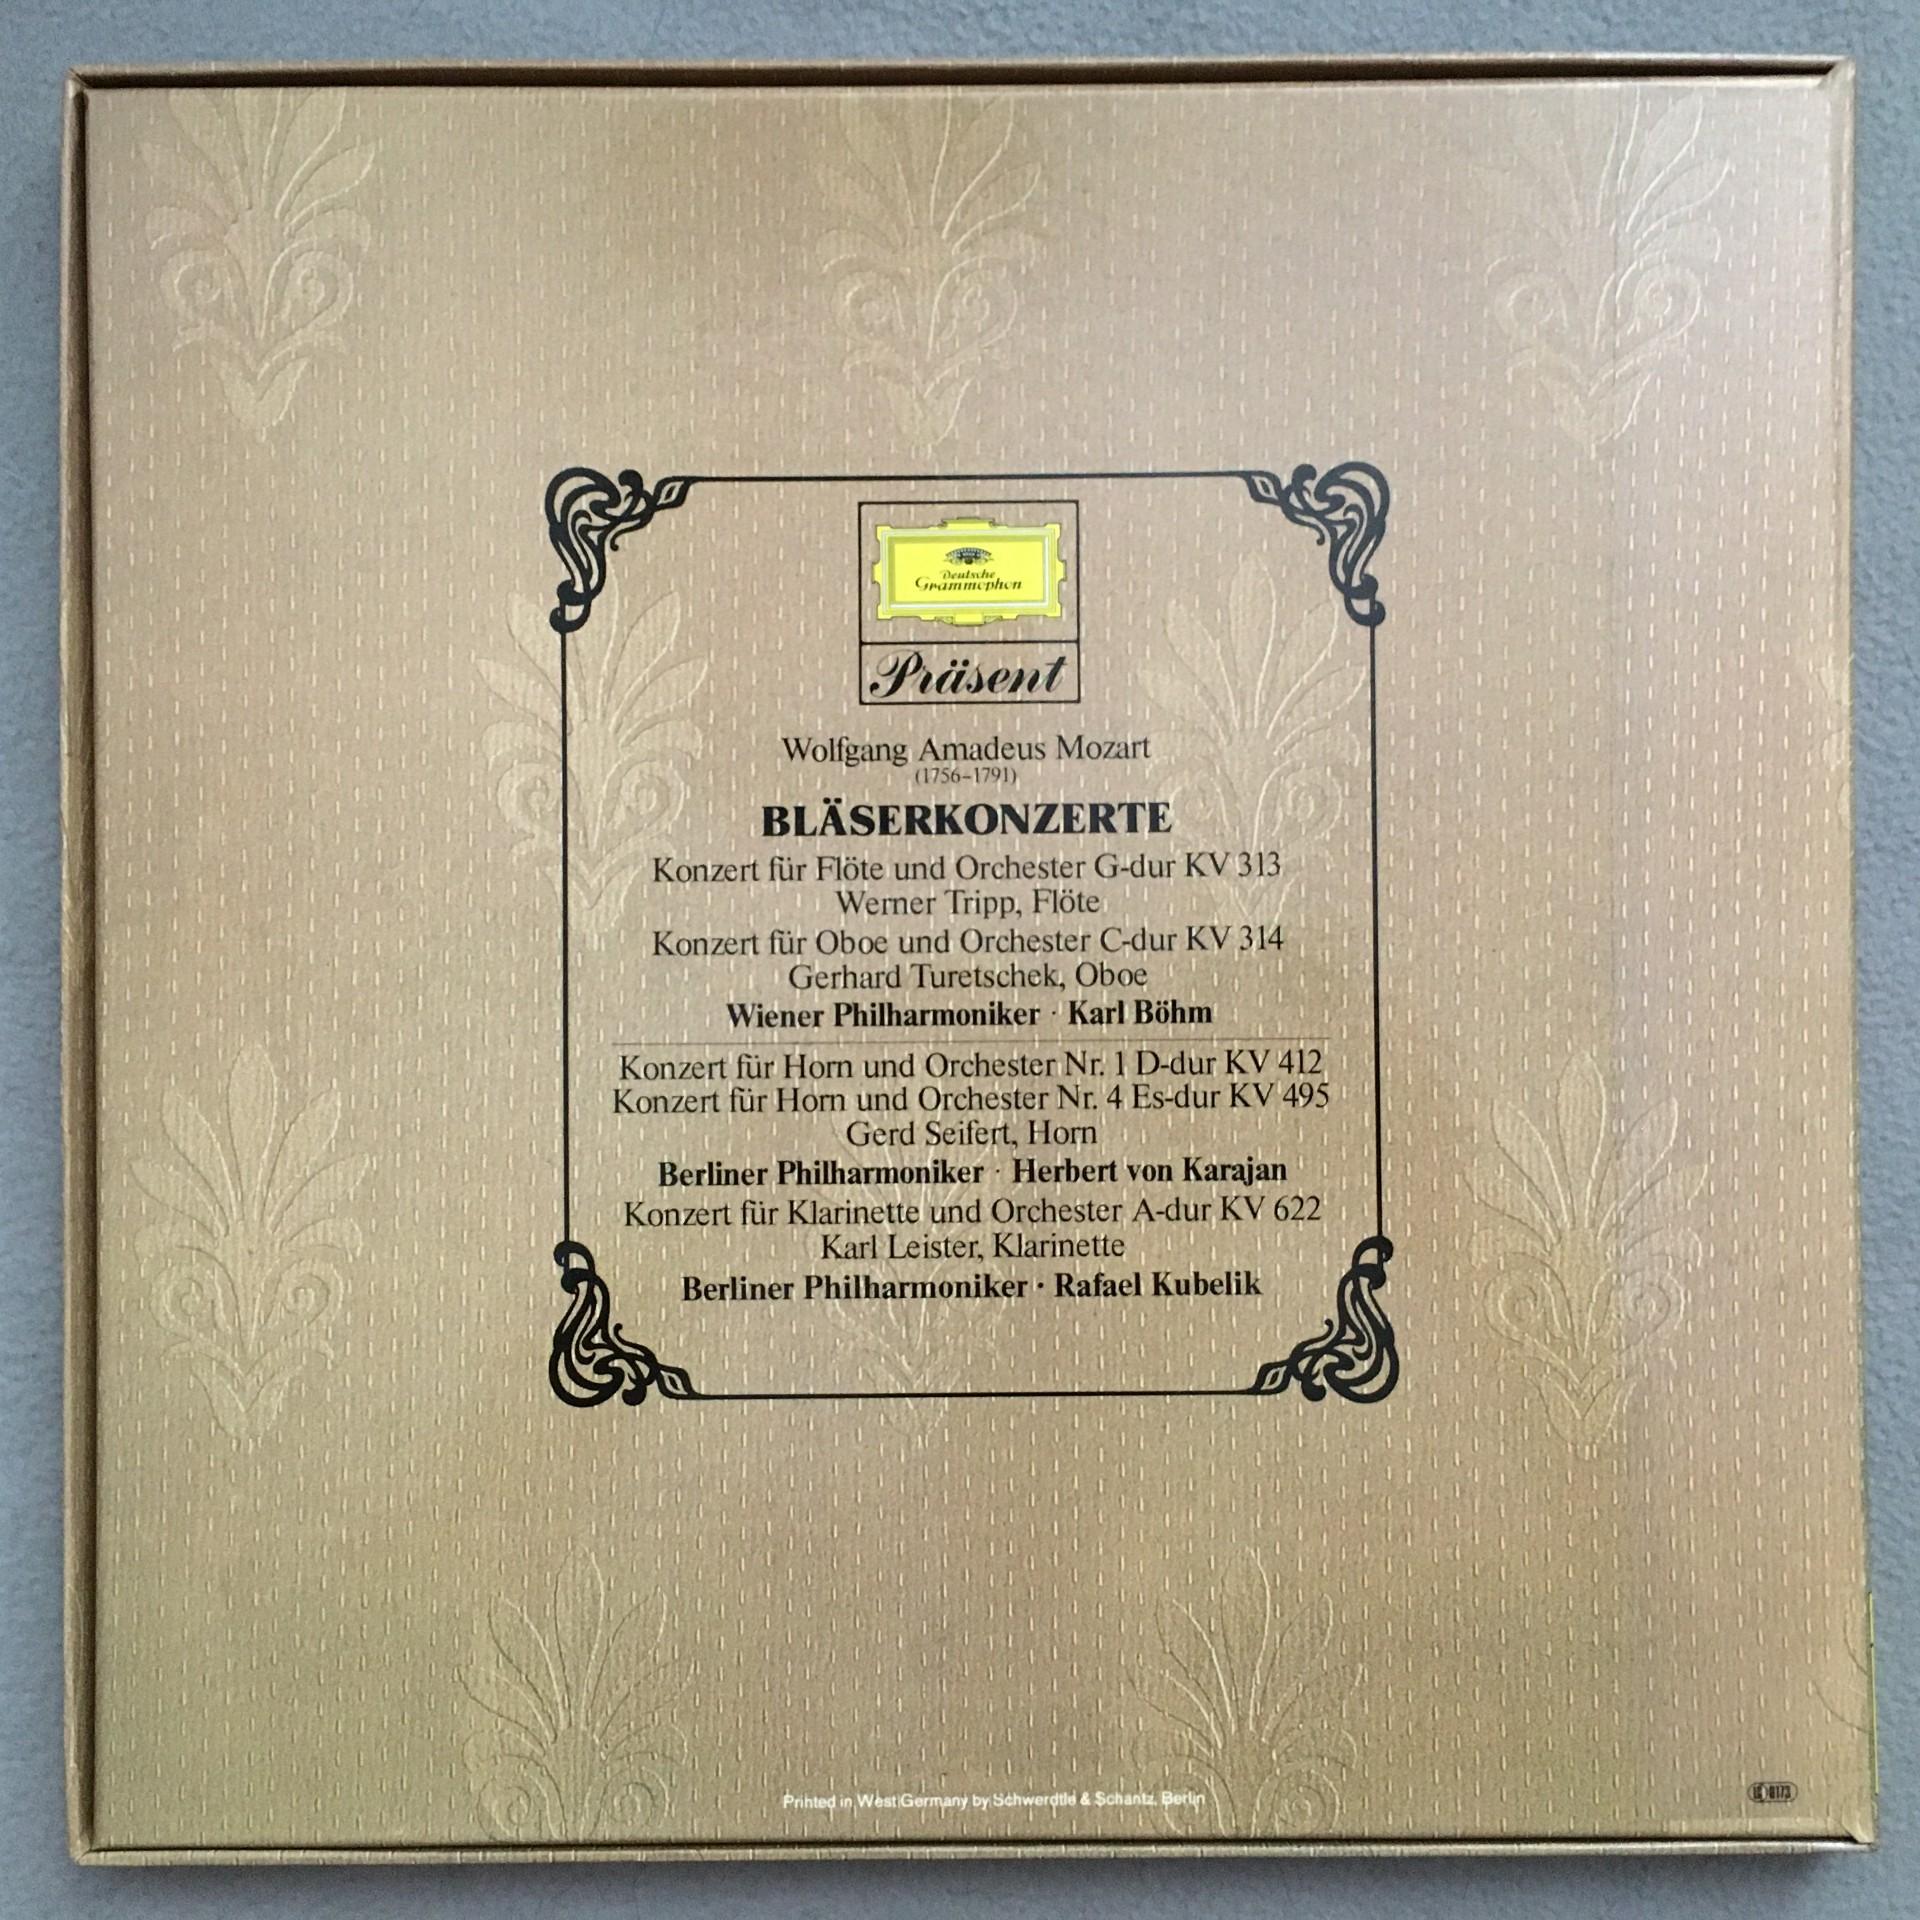 Deutsche
Grammophon
Präsent
Wolfgang Amadeus Mozart
(1756–1791)
BLÄSERKONZERTE
Konzert für Flöte und Orchester G-dur KV 313
Werner Tripp, Flöte
Konzert für Oboe und Orchester C-dur KV 314
Gerhard Turetschek, Oboe
Wiener Philharmoniker · Karl Böhm
Konzert für Horn und Orchester Nr. 1 D-dur KV 412
Konzert für Horn und Orchester Nr. 4 Es-dur KV 495
Gerd Seifert, Horn
Berliner Philharmoniker · Herbert von Karajan
Konzert für Klarinette und Orchester A-dur KV 622
Karl Leister, Klarinette
Berliner Philharmoniker · Rafael Kubelik
Printed in West Germany by Schwerdtle & Schantz, Berlin
0173